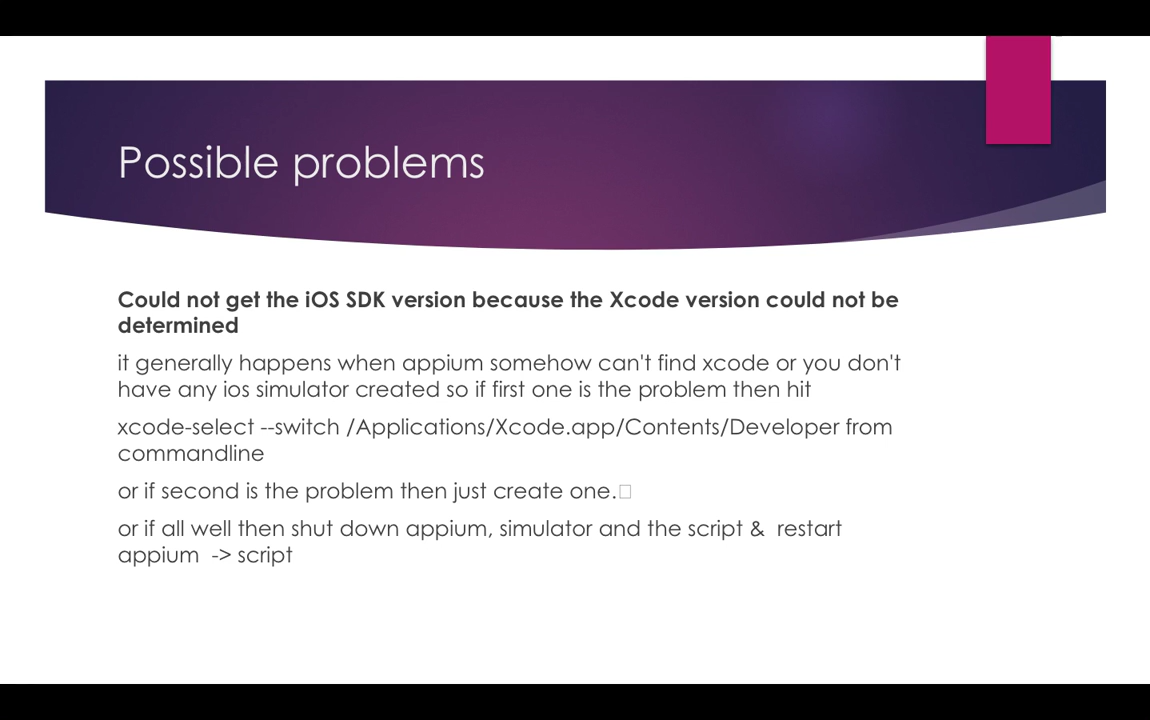 Possible problems
Could not get the iOS SDK version because the Xcode version could not be
determined
it generally happens when appium somehow can't find xcode or you don't
have any ios simulator created so if first one is the problem then hit
xcode-select --switch /Applications/Xcode.app/Contents/Developer from
commandline
or if second is the problem then just create one.
or if all well then shut down appium, simulator and the script &  restart
appium  -> script